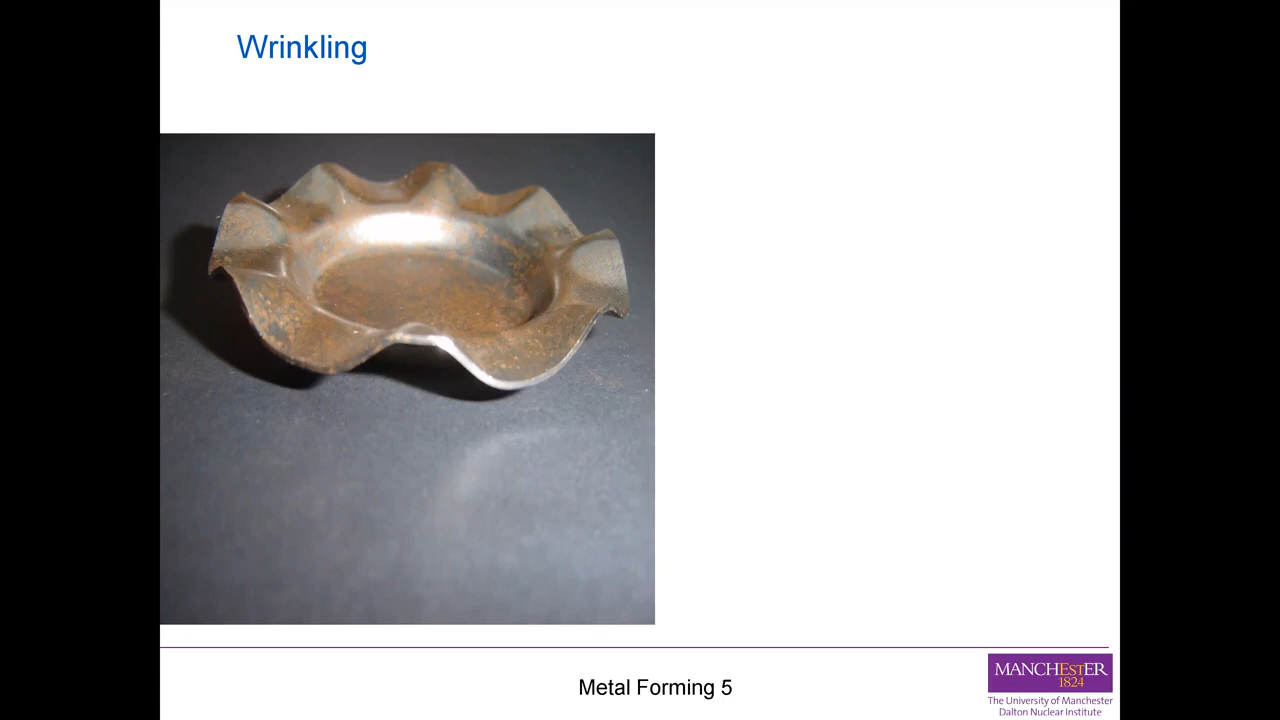 Wrinkling
Metal Forming 5
MANCHESTER
1824
The University of Manchester
Dalton Nuclear Institute